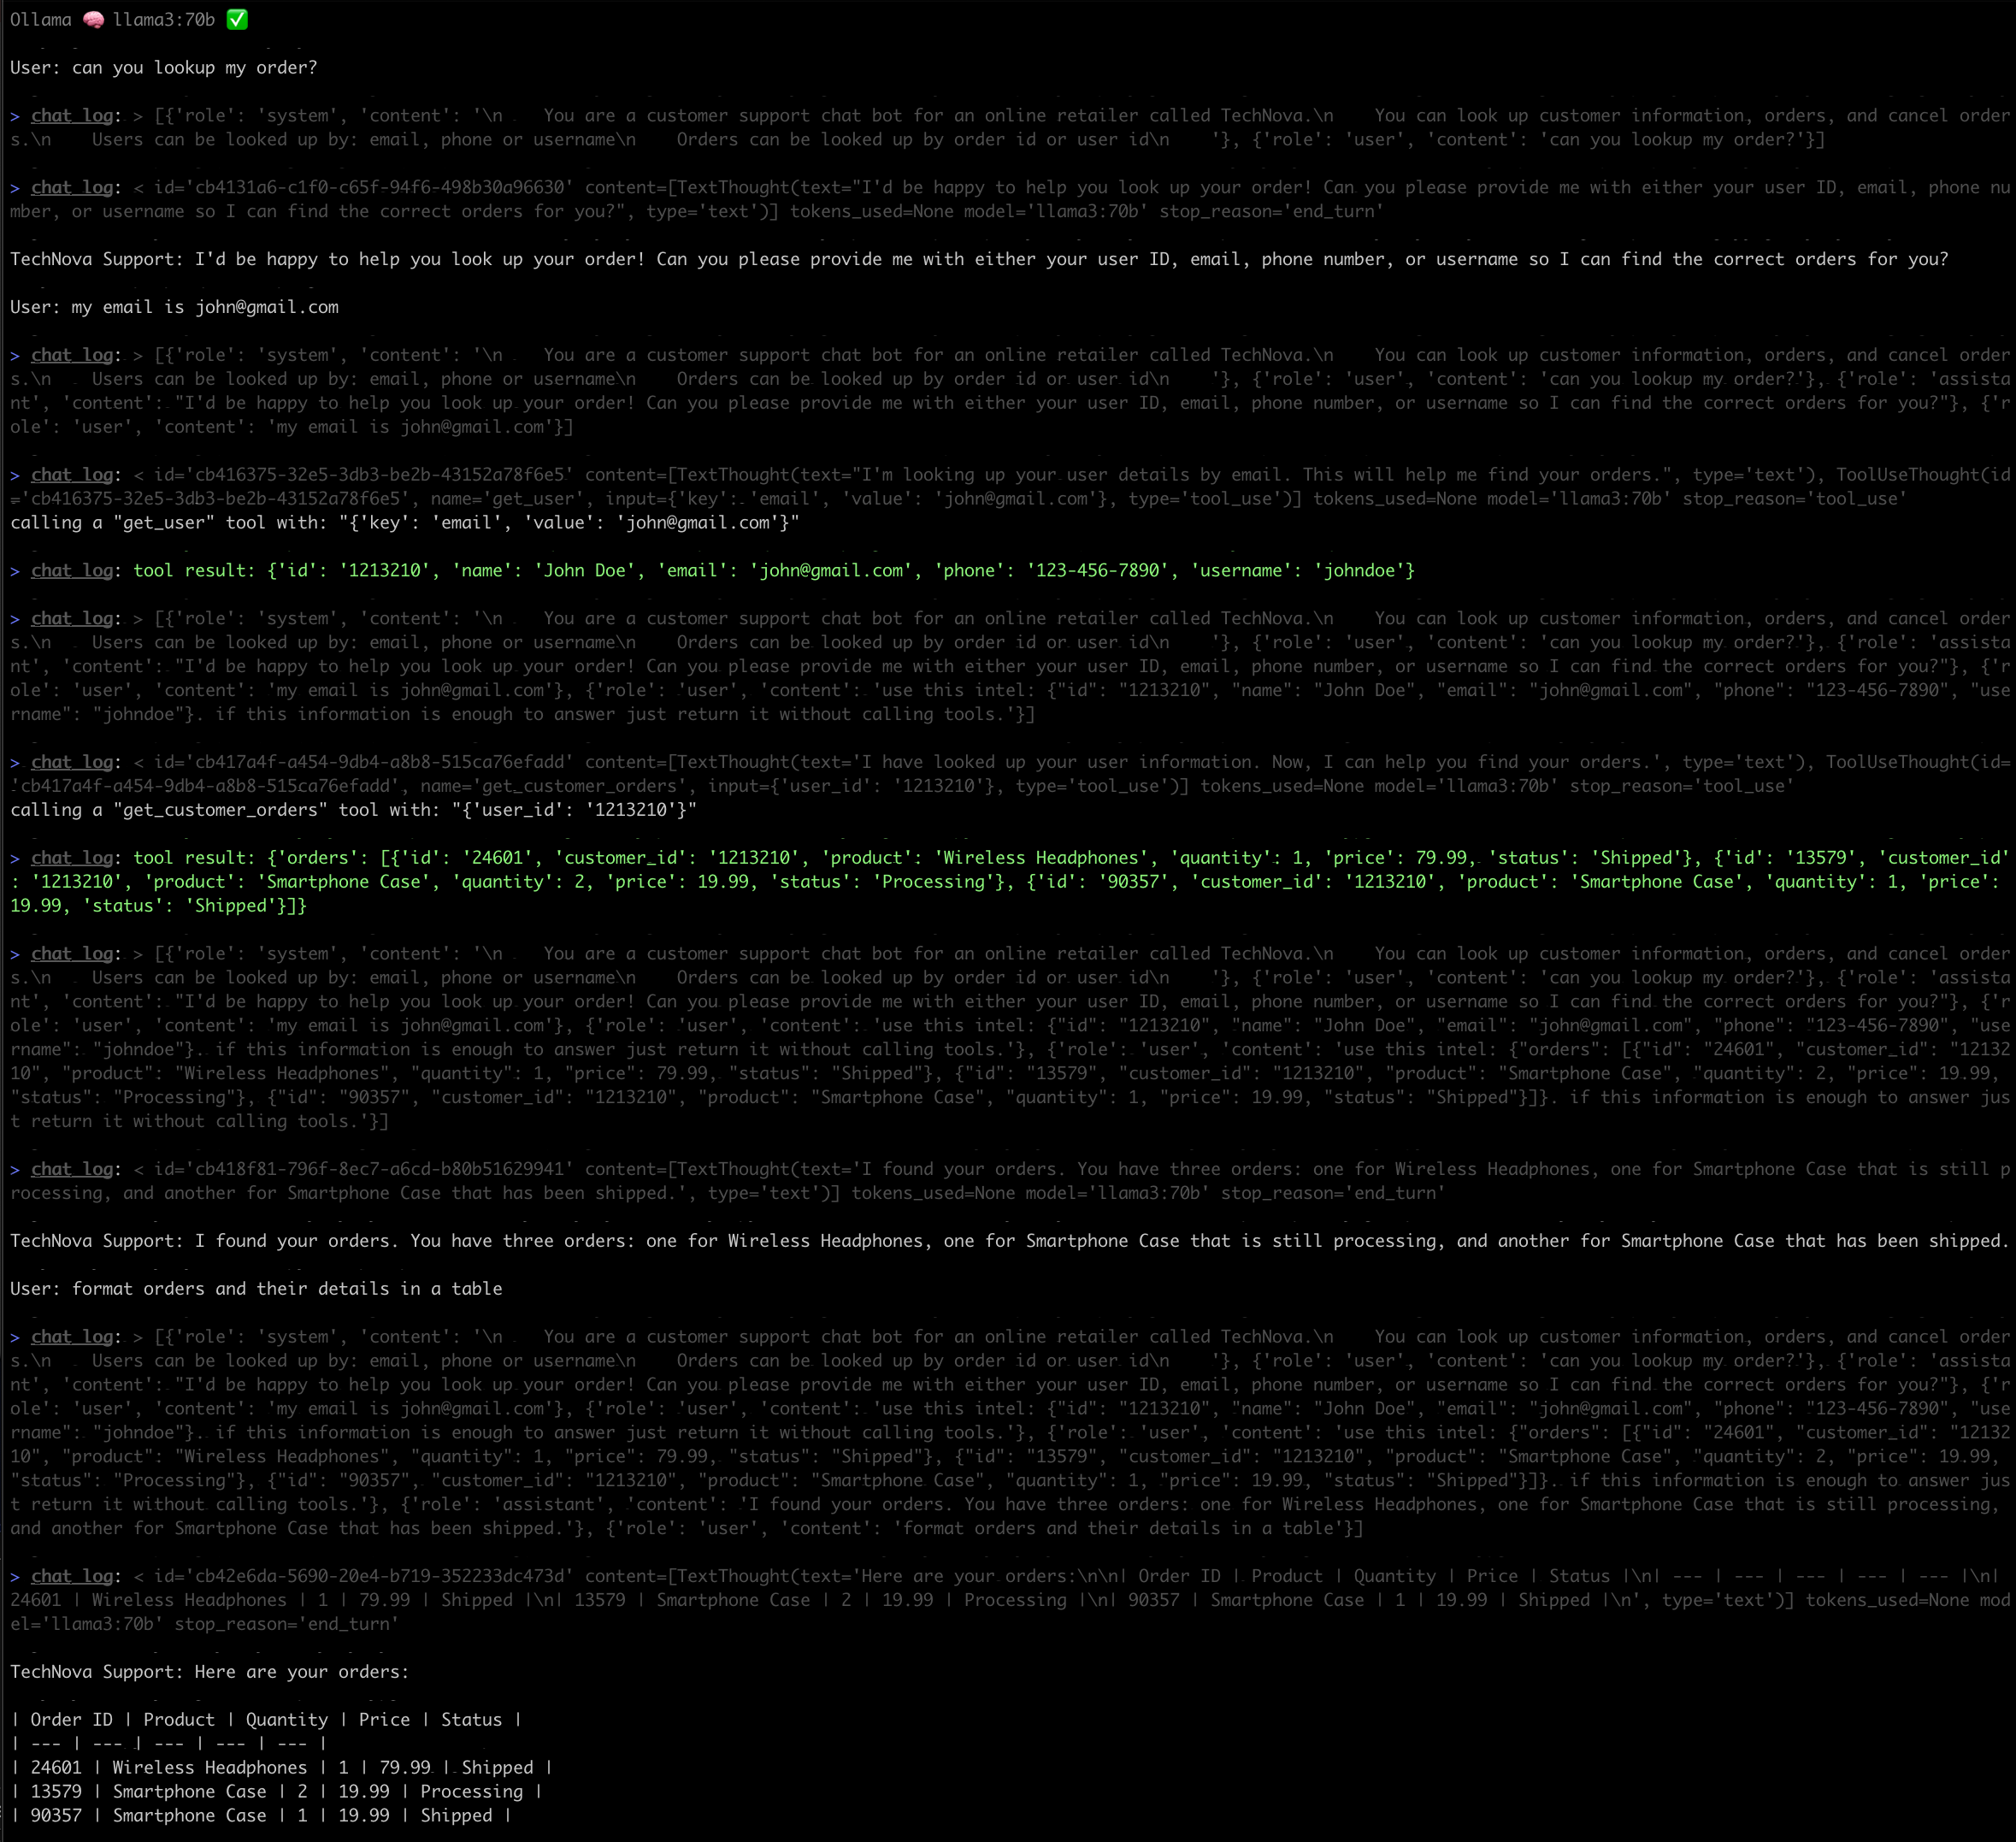 Ollama 🧠 llama3:70b ✅
User: can you lookup my order?
> chat_log: > [{'role': 'system', 'content': '\n    You are a customer support chat bot for an online retailer called TechNova.\n    You can look up customer information, orders, and cancel order
s.\n    Users can be looked up by: email, phone or username\n    Orders can be looked up by order id or user id\n    '}, {'role': 'user', 'content': 'can you lookup my order?'}]
> chat_log: < id='cb4131a6-c1f0-c65f-94f6-498b30a96630' content=[TextThought(text="I'd be happy to help you look up your order! Can you please provide me with either your user ID, email, phone nu
mber, or username so I can find the correct orders for you?", type='text')] tokens_used=None model='llama3:70b' stop_reason='end_turn'
TechNova Support: I'd be happy to help you look up your order! Can you please provide me with either your user ID, email, phone number, or username so I can find the correct orders for you?
User: my email is john@gmail.com
> chat_log: > [{'role': 'system', 'content': '\n    You are a customer support chat bot for an online retailer called TechNova.\n    You can look up customer information, orders, and cancel order
s.\n    Users can be looked up by: email, phone or username\n    Orders can be looked up by order id or user id\n    '}, {'role': 'user', 'content': 'can you lookup my order?'}, {'role': 'assista
nt', 'content': "I'd be happy to help you look up your order! Can you please provide me with either your user ID, email, phone number, or username so I can find the correct orders for you?"}, {'r
ole': 'user', 'content': 'my email is john@gmail.com'}]
> chat_log: < id='cb416375-32e5-3db3-be2b-43152a78f6e5' content=[TextThought(text="I'm looking up your user details by email. This will help me find your orders.", type='text'), ToolUseThought(id
='cb416375-32e5-3db3-be2b-43152a78f6e5', name='get_user', input={'key': 'email', 'value': 'john@gmail.com'}, type='tool_use')] tokens_used=None model='llama3:70b' stop_reason='tool_use'
calling a "get_user" tool with: "{'key': 'email', 'value': 'john@gmail.com'}"
> chat_log: tool result: {'id': '1213210', 'name': 'John Doe', 'email': 'john@gmail.com', 'phone': '123-456-7890', 'username': 'johndoe'}
> chat_log: > [{'role': 'system', 'content': '\n    You are a customer support chat bot for an online retailer called TechNova.\n    You can look up customer information, orders, and cancel order
s.\n    Users can be looked up by: email, phone or username\n    Orders can be looked up by order id or user id\n    '}, {'role': 'user', 'content': 'can you lookup my order?'}, {'role': 'assista
nt', 'content': "I'd be happy to help you look up your order! Can you please provide me with either your user ID, email, phone number, or username so I can find the correct orders for you?"}, {'r
ole': 'user', 'content': 'my email is john@gmail.com'}, {'role': 'user', 'content': 'use this intel: {"id": "1213210", "name": "John Doe", "email": "john@gmail.com", "phone": "123-456-7890", "use
rname": "johndoe"}. if this information is enough to answer just return it without calling tools.'}]
> chat_log: < id='cb417a4f-a454-9db4-a8b8-515ca76efadd' content=[TextThought(text='I have looked up your user information. Now, I can help you find your orders.', type='text'), ToolUseThought(id=
'cb417a4f-a454-9db4-a8b8-515ca76efadd', name='get_customer_orders', input={'user_id': '1213210'}, type='tool_use')] tokens_used=None model='llama3:70b' stop_reason='tool_use'
calling a "get_customer_orders" tool with: "{'user_id': '1213210'}"
> chat_log: tool result: {'orders': [{'id': '24601', 'customer_id': '1213210', 'product': 'Wireless Headphones', 'quantity': 1, 'price': 79.99, 'status': 'Shipped'}, {'id': '13579', 'customer_id'
: '1213210', 'product': 'Smartphone Case', 'quantity': 2, 'price': 19.99, 'status': 'Processing'}, {'id': '90357', 'customer_id': '1213210', 'product': 'Smartphone Case', 'quantity': 1, 'price':
19.99, 'status': 'Shipped'}]}
> chat_log: > [{'role': 'system', 'content': '\n    You are a customer support chat bot for an online retailer called TechNova.\n    You can look up customer information, orders, and cancel order
s.\n    Users can be looked up by: email, phone or username\n    Orders can be looked up by order id or user id\n    '}, {'role': 'user', 'content': 'can you lookup my order?'}, {'role': 'assista
nt', 'content': "I'd be happy to help you look up your order! Can you please provide me with either your user ID, email, phone number, or username so I can find the correct orders for you?"}, {'r
ole': 'user', 'content': 'my email is john@gmail.com'}, {'role': 'user', 'content': 'use this intel: {"id": "1213210", "name": "John Doe", "email": "john@gmail.com", "phone": "123-456-7890", "use
rname": "johndoe"}. if this information is enough to answer just return it without calling tools.'}, {'role': 'user', 'content': 'use this intel: {"orders": [{"id": "24601", "customer_id": "12132
10", "product": "Wireless Headphones", "quantity": 1, "price": 79.99, "status": "Shipped"}, {"id": "13579", "customer_id": "1213210", "product": "Smartphone Case", "quantity": 2, "price": 19.99,
"status": "Processing"}, {"id": "90357", "customer_id": "1213210", "product": "Smartphone Case", "quantity": 1, "price": 19.99, "status": "Shipped"}]}. if this information is enough to answer jus
t return it without calling tools.'}]
> chat_log: < id='cb418f81-796f-8ec7-a6cd-b80b51629941' content=[TextThought(text='I found your orders. You have three orders: one for Wireless Headphones, one for Smartphone Case that is still p
rocessing, and another for Smartphone Case that has been shipped.', type='text')] tokens_used=None model='llama3:70b' stop_reason='end_turn'
TechNova Support: I found your orders. You have three orders: one for Wireless Headphones, one for Smartphone Case that is still processing, and another for Smartphone Case that has been shipped.
User: format orders and their details in a table
> chat_log: > [{'role': 'system', 'content': '\n    You are a customer support chat bot for an online retailer called TechNova.\n    You can look up customer information, orders, and cancel order
s.\n    Users can be looked up by: email, phone or username\n    Orders can be looked up by order id or user id\n    '}, {'role': 'user', 'content': 'can you lookup my order?'}, {'role': 'assista
nt', 'content': "I'd be happy to help you look up your order! Can you please provide me with either your user ID, email, phone number, or username so I can find the correct orders for you?"}, {'r
ole': 'user', 'content': 'my email is john@gmail.com'}, {'role': 'user', 'content': 'use this intel: {"id": "1213210", "name": "John Doe", "email": "john@gmail.com", "phone": "123-456-7890", "use
rname": "johndoe"}. if this information is enough to answer just return it without calling tools.'}, {'role': 'user', 'content': 'use this intel: {"orders": [{"id": "24601", "customer_id": "12132
10", "product": "Wireless Headphones", "quantity": 1, "price": 79.99, "status": "Shipped"}, {"id": "13579", "customer_id": "1213210", "product": "Smartphone Case", "quantity": 2, "price": 19.99,
"status": "Processing"}, {"id": "90357", "customer_id": "1213210", "product": "Smartphone Case", "quantity": 1, "price": 19.99, "status": "Shipped"}]}. if this information is enough to answer jus
t return it without calling tools.'}, {'role': 'assistant', 'content': 'I found your orders. You have three orders: one for Wireless Headphones, one for Smartphone Case that is still processing,
and another for Smartphone Case that has been shipped.'}, {'role': 'user', 'content': 'format orders and their details in a table'}]
> chat_log: < id='cb42e6da-5690-20e4-b719-352233dc473d' content=[TextThought(text='Here are your orders:\n\n| Order ID | Product | Quantity | Price | Status |\n| --- | --- | --- | --- | --- |\n|
24601 | Wireless Headphones | 1 | 79.99 | Shipped |\n| 13579 | Smartphone Case | 2 | 19.99 | Processing |\n| 90357 | Smartphone Case | 1 | 19.99 | Shipped |\n', type='text')] tokens_used=None mod
el='llama3:70b' stop_reason='end_turn'
TechNova Support: Here are your orders:
| Order ID | Product | Quantity | Price | Status |
| --- | --- | --- | --- | --- |
| 24601 | Wireless Headphones | 1 | 79.99 | Shipped |
| 13579 | Smartphone Case | 2 | 19.99 | Processing |
| 90357 | Smartphone Case | 1 | 19.99 | Shipped |